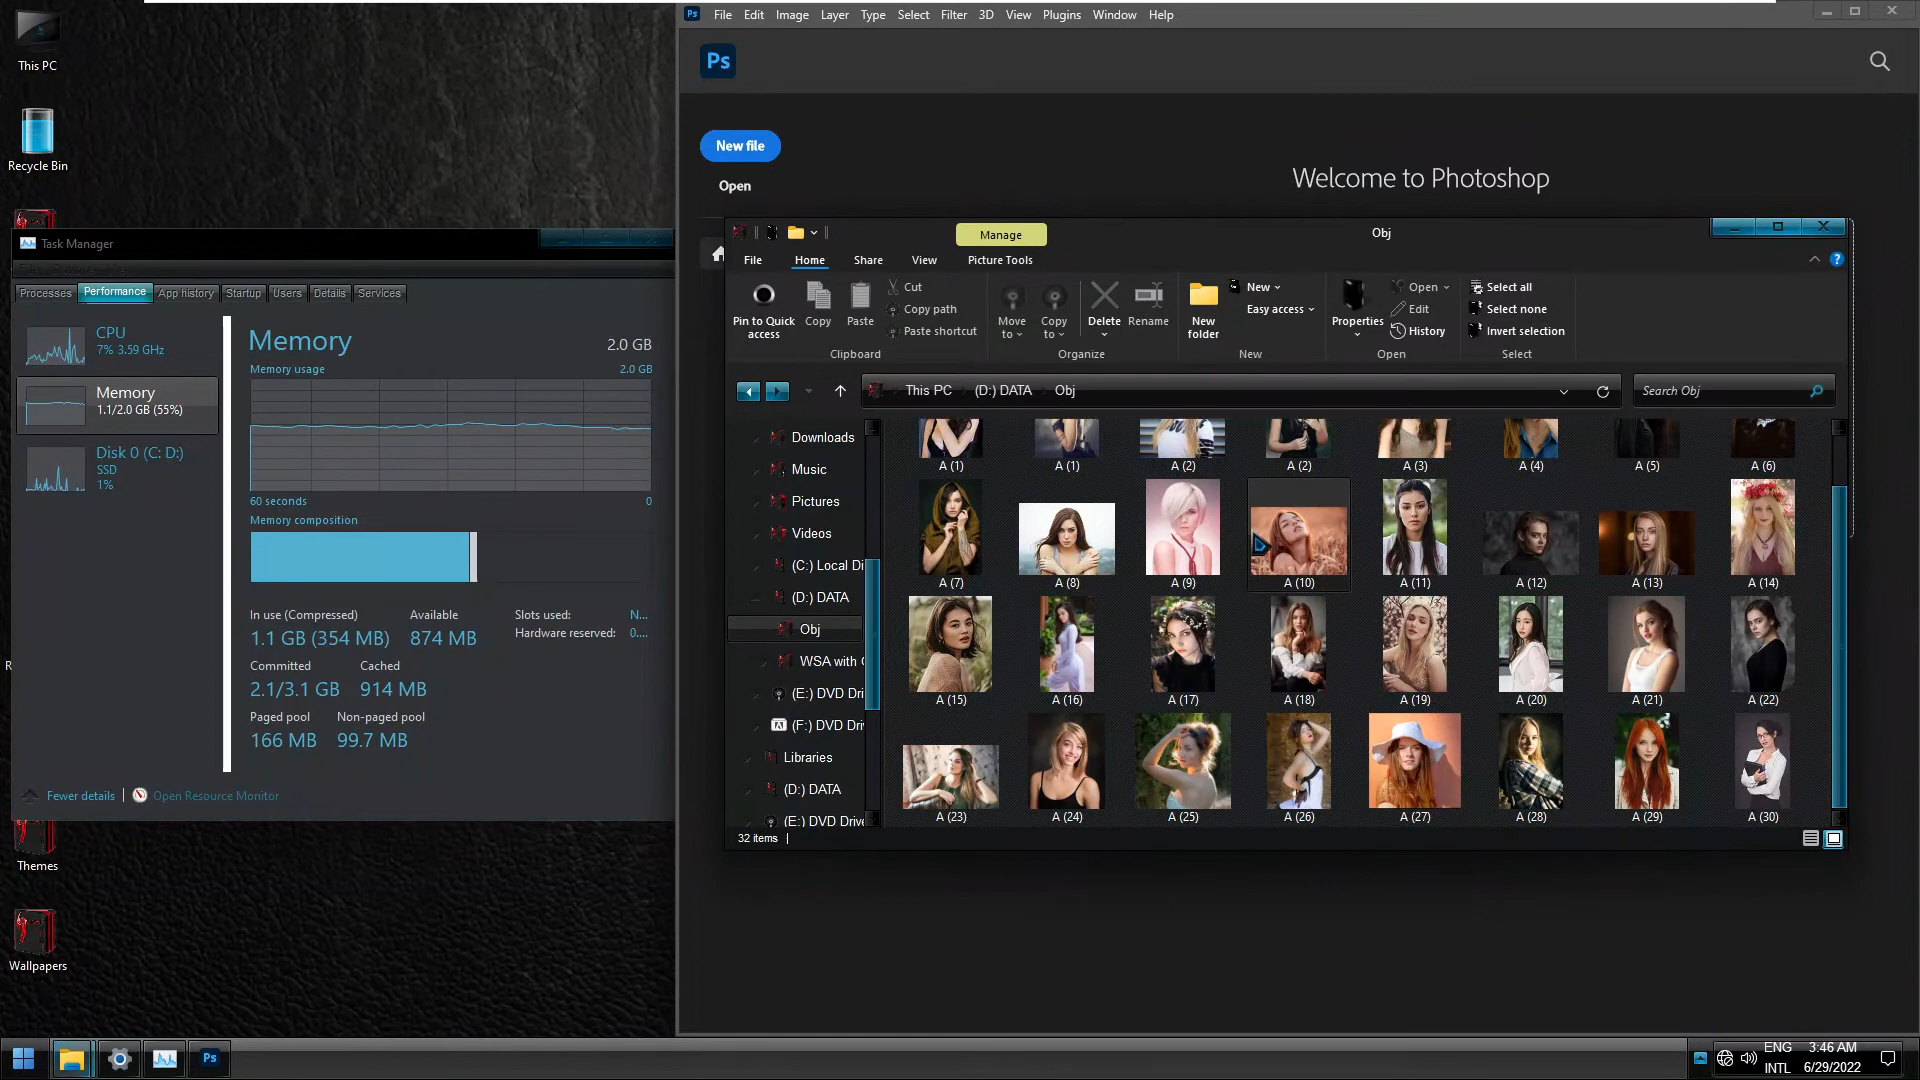 This PC
Recycle Bin
Themes
Wallpapers
Task Manager
Processes
Performance
App history
Startup
Users
Details
Services
CPU
7% 3.59 GHz
Memory
1.1/2.0 GB (55%)
Disk 0 (C: D:)
SSD
1%
Memory
2.0 GB
Memory usage
2.0 GB
60 seconds
0
Memory composition
In use (Compressed)
Available
Slots used:
N...
1.1 GB (354 MB)
874 MB
Hardware reserved:
0....
Committed
Cached
2.1/3.1 GB
914 MB
Paged pool
Non-paged pool
166 MB
99.7 MB
Fewer details
Open Resource Monitor
Ps
File
Edit
Image
Layer
Type
Select
Filter
3D
View
Plugins
Window
Help
Ps
New file
Open
Welcome to Photoshop
Manage
Obj
File
Home
Share
View
Picture Tools
Pin to Quick
access
Copy
Paste
Cut
Copy path
Paste shortcut
Clipboard
Move
to
Copy
to
Delete
Rename
Organize
New
folder
New
Easy access
New
Properties
Open
Edit
History
Open
Select all
Select none
Invert selection
Select
This PC
(D:) DATA
Obj
Search Obj
Downloads
Music
Pictures
Videos
(C:) Local Di
(D:) DATA
Obj
WSA with
(E:) DVD Dri
(F:) DVD Dri
Libraries
(D:) DATA
(E:) DVD Drive
A (1)
A (1)
A (2)
A (2)
A (3)
A (4)
A (5)
A (6)
A (7)
A (8)
A (9)
A (10)
A (11)
A (12)
A (13)
A (14)
A (15)
A (16)
A (17)
A (18)
A (19)
A (20)
A (21)
A (22)
A (23)
A (24)
A (25)
A (26)
A (27)
A (28)
A (29)
A (30)
32 items
Ps
ENG
INTL
3:46 AM
6/29/2022